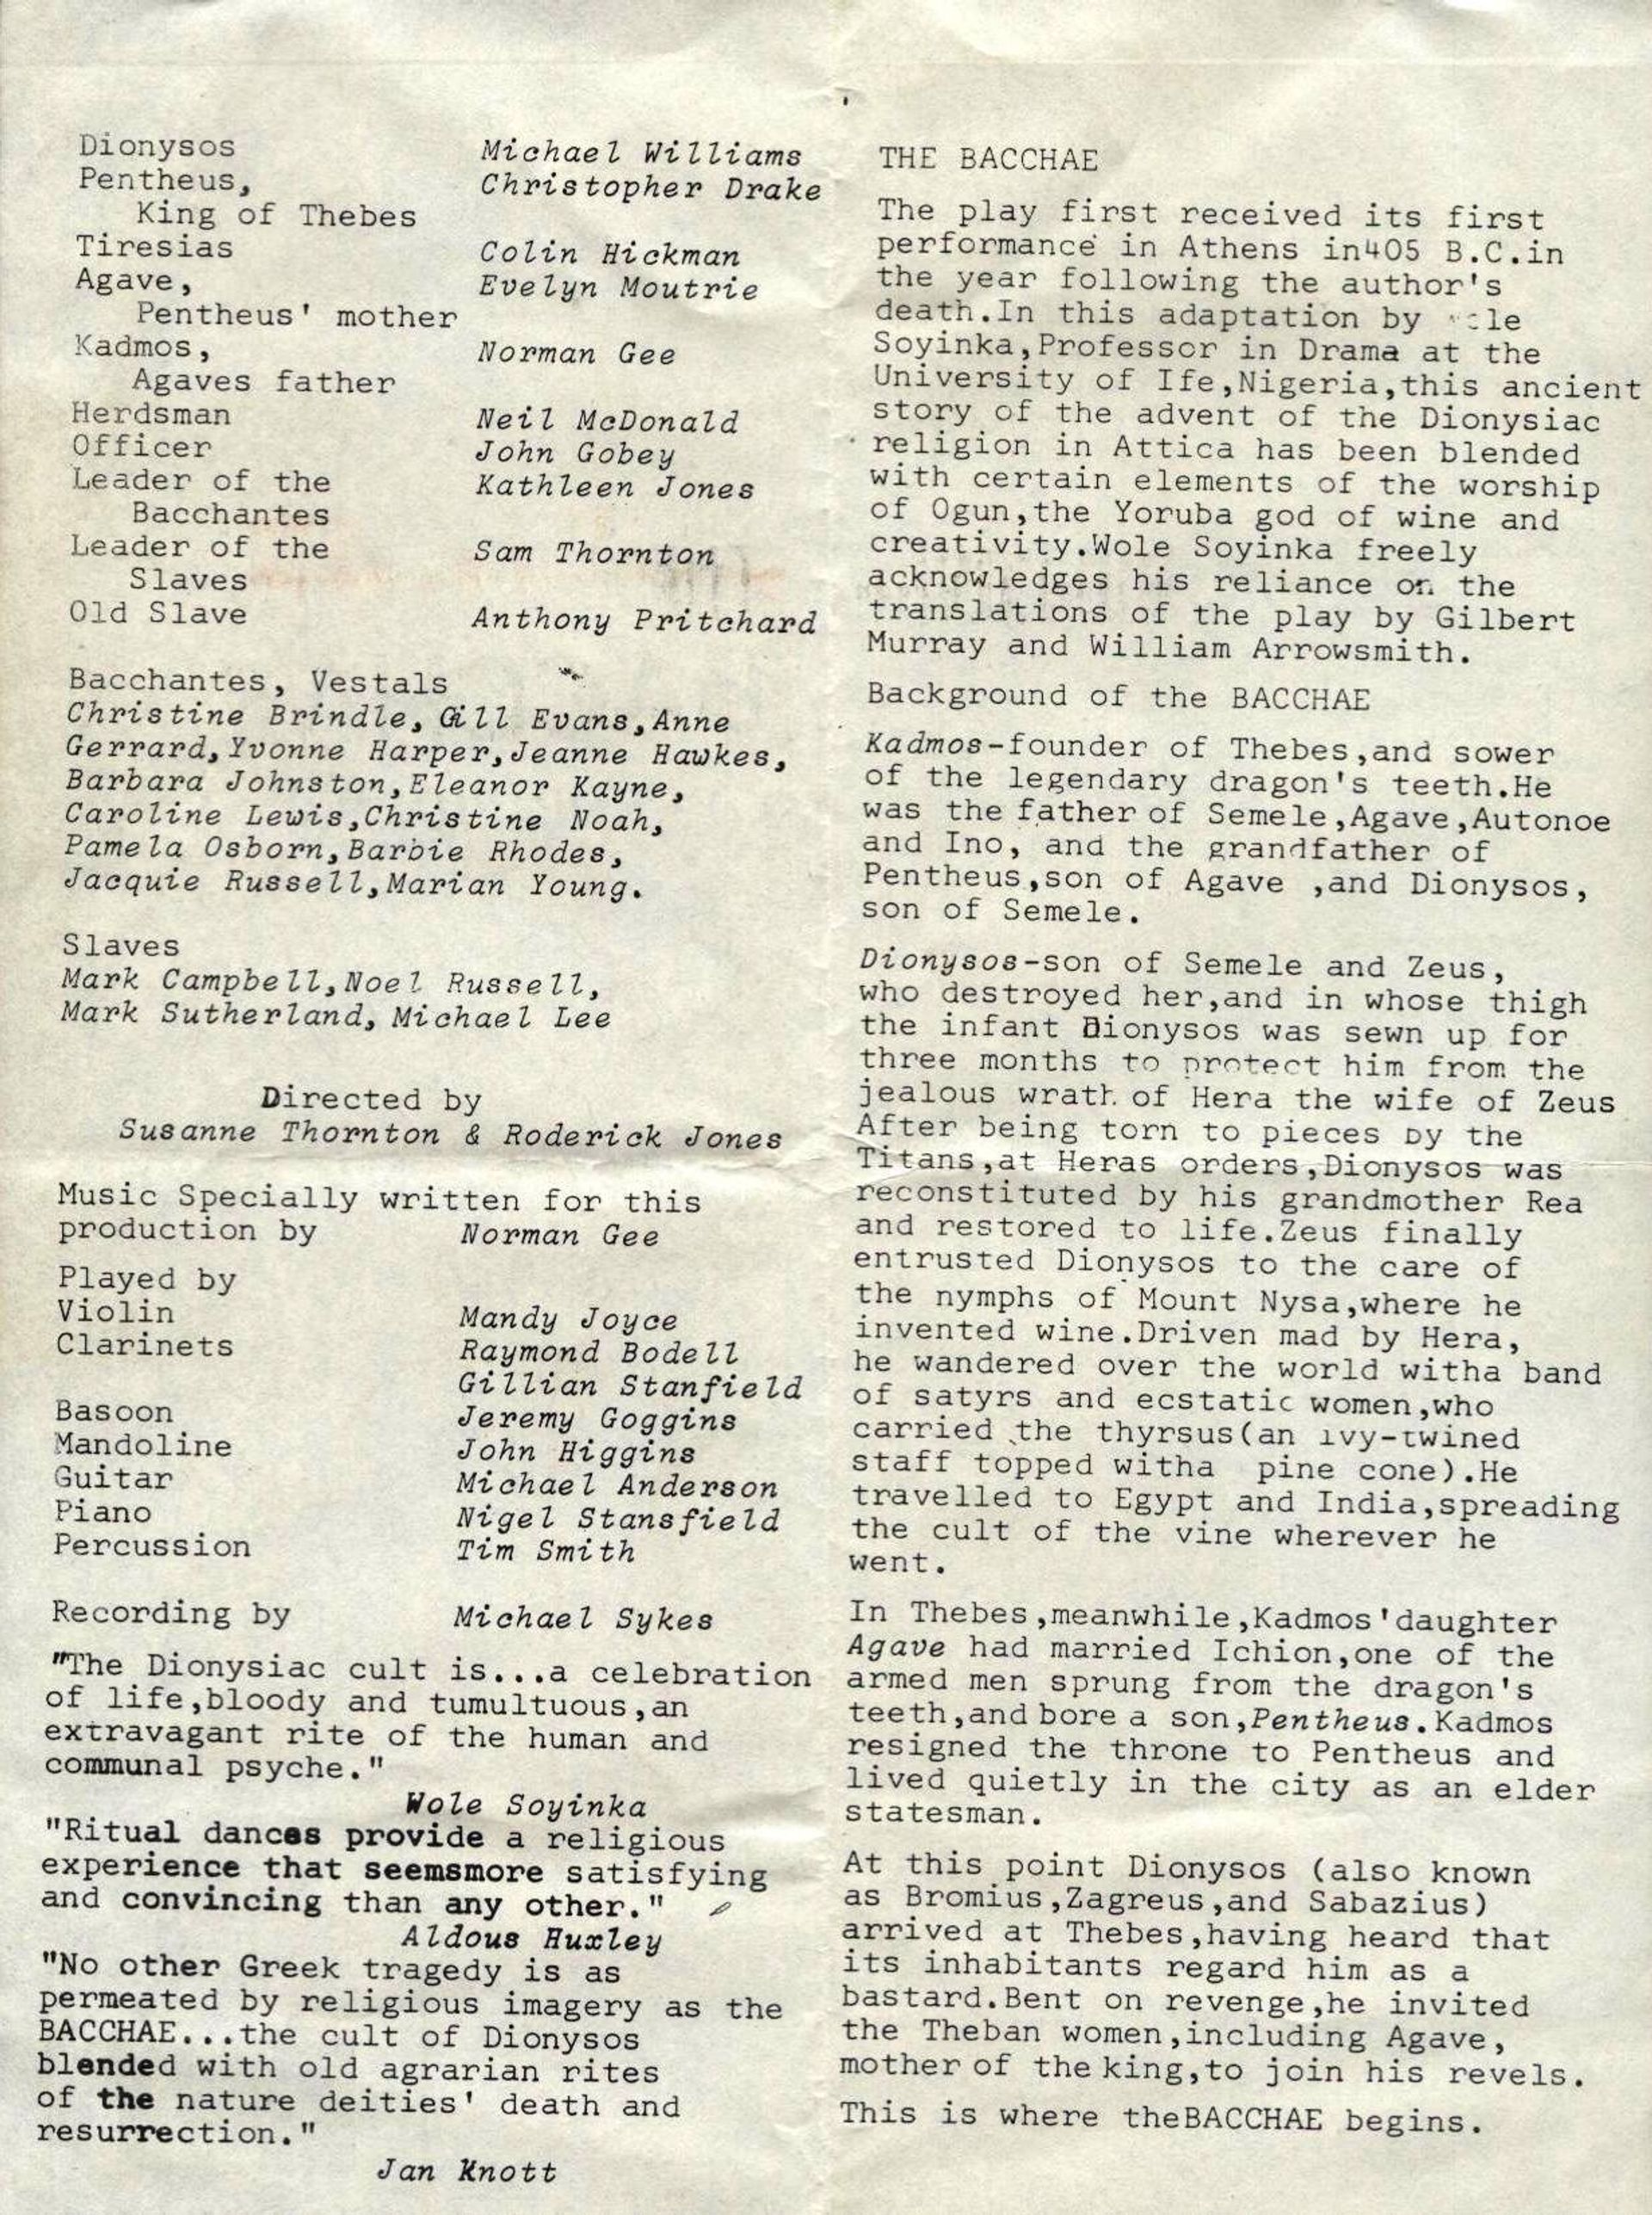 Dionysos Michael Williams
Pentheus, Christopher Drake
King of Thebes
Tiresias Colin Hickman
Agave, Evelyn Moutrie
Pentheus' mother
Kadmos, Norman Gee
Agaves father
Herdsman Neil McDonald
Officer John Gobey
Leader of the Kathleen Jones
Bacchantes
Leader of the Sam Thornton
Slaves
Old Slave Anthony Pritchard
Bacchantes, Vestals
Christine Brindle, Gill Evans,Anne
Gerrard,Yvonne Harper,Jeanne Hawkes,
Barbara Johnston,Eleanor Kayne,
Caroline Lewis,Christine Noah,
Pamela Osborn,Barbie Rhodes,
Jacquie Russell,Marian Young.
Slaves
Mark Campbell,Noel Russell,
Mark Sutherland, Michael Lee
Directed by
Susanne Thornton & Roderick Jones
Music Specially written for this
production by Norman Gee
Played by
Violin Mandy Joyce
Clarinets Raymond Bodell
Gillian Stanfield
Basoon Jeremy Goggins
Mandoline John Higgins
Guitar Michael Anderson
Piano Nigel Stansfield
Percussion Tim Smith
Recording by Michael Sykes
"The Dionysiac cult is...a celebration
of life,bloody and tumultuous,an
extravagant rite of the human and
communal psyche."
Wole Soyinka
"Ritual dances provide a religious
experience that seemsmore satisfying
and convincing than any other."
Aldous Huxley
"No other Greek tragedy is as
permeated by religious imagery as the
BACCHAE...the cult of Dionysos
blended with old agrarian rites
of the nature deities' death and
resurrection."
Jan Knott
THE BACCHAE
The play first received its first
performance in Athens in405 B.C.in
the year following the author's
death.In this adaptation by
Soyinka,Professor in Drama at the
University of Ife,Nigeria,this ancient
story of the advent of the Dionysiac
religion in Attica has been blended
with certain elements of the worship
of Ogun,the Yoruba god of wine and
creativity.Wole Soyinka freely
acknowledges his reliance on the
translations of the play by Gilbert
Murray and William Arrowsmith.
Background of the BACCHAE
Kadmos-founder of Thebes,and sower
of the legendary dragon's teeth.He
was the father of Semele,Agave,Autonoe
and Ino, and the grandfather of
Pentheus,son of Agave ,and Dionysos,
son of Semele.
Dionysos-son of Semele and Zeus,
who destroyed her,and in whose thigh
the infant Dionysos was sewn up for
three months to protect him from the
jealous wrath of Hera the wife of Zeus
After being torn to pieces by the
Titans,at Heras orders,Dionysos was
reconstituted by his grandmother Rea
and restored to life.Zeus finally
entrusted Dionysos to the care of
the nymphs of Mount Nysa,where he
invented wine.Driven mad by Hera,
he wandered over the world witha band
of satyrs and ecstatic women,who
carried the thyrsus(an ivy-twined
staff topped witha pine cone).He
travelled to Egypt and India,spreading
the cult of the vine wherever he
went.
In Thebes,meanwhile,Kadmos'daughter
Agave had married Ichion,one of the
armed men sprung from the dragon's
teeth,and bore a son,Pentheus.Kadmos
resigned the throne to Pentheus and
lived quietly in the city as an elder
statesman.
At this point Dionysos (also known
as Bromius,Zagreus,and Sabazius)
arrived at Thebes,having heard that
its inhabitants regard him as a
bastard.Bent on revenge,he invited
the Theban women,including Agave,
mother of the king,to join his revels.
This is where theBACCHAE begins.